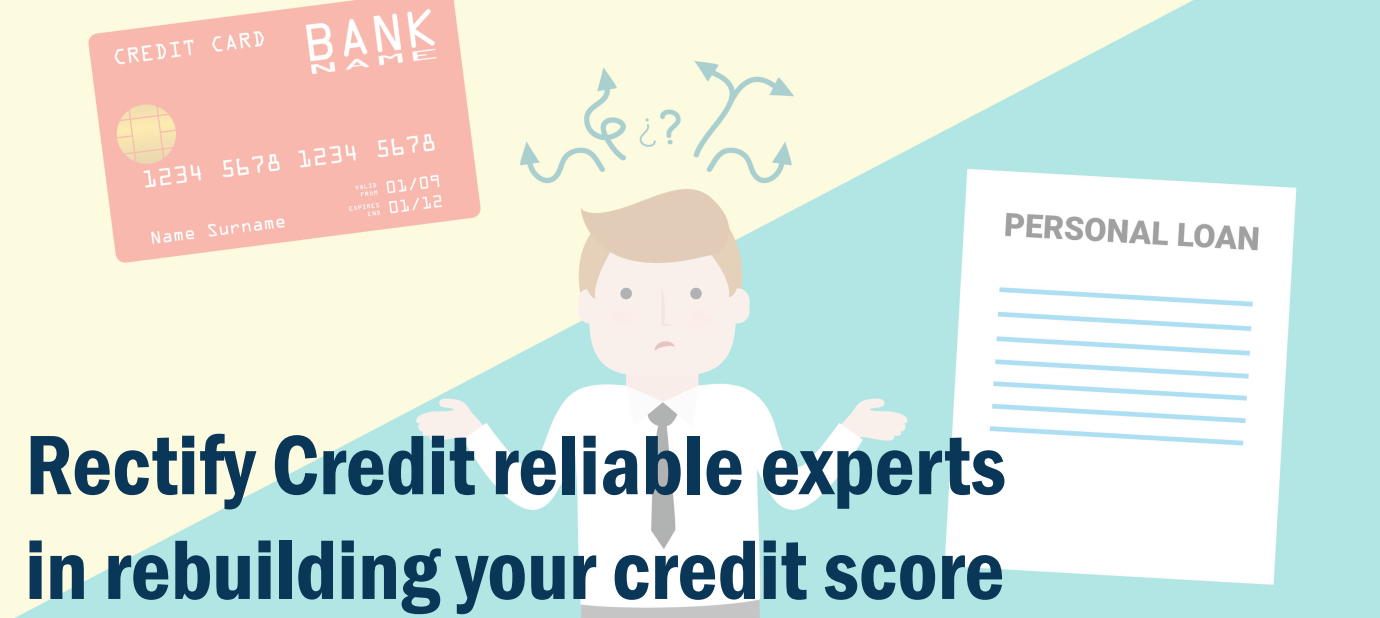 CREDIT CARD
BANK
NAME
1234 5678 1234 5678
VALID
FROM 01/09
EXPIRES
END 01/12
Name Surname
¿?
PERSONAL LOAN
Rectify Credit reliable experts
in rebuilding your credit score